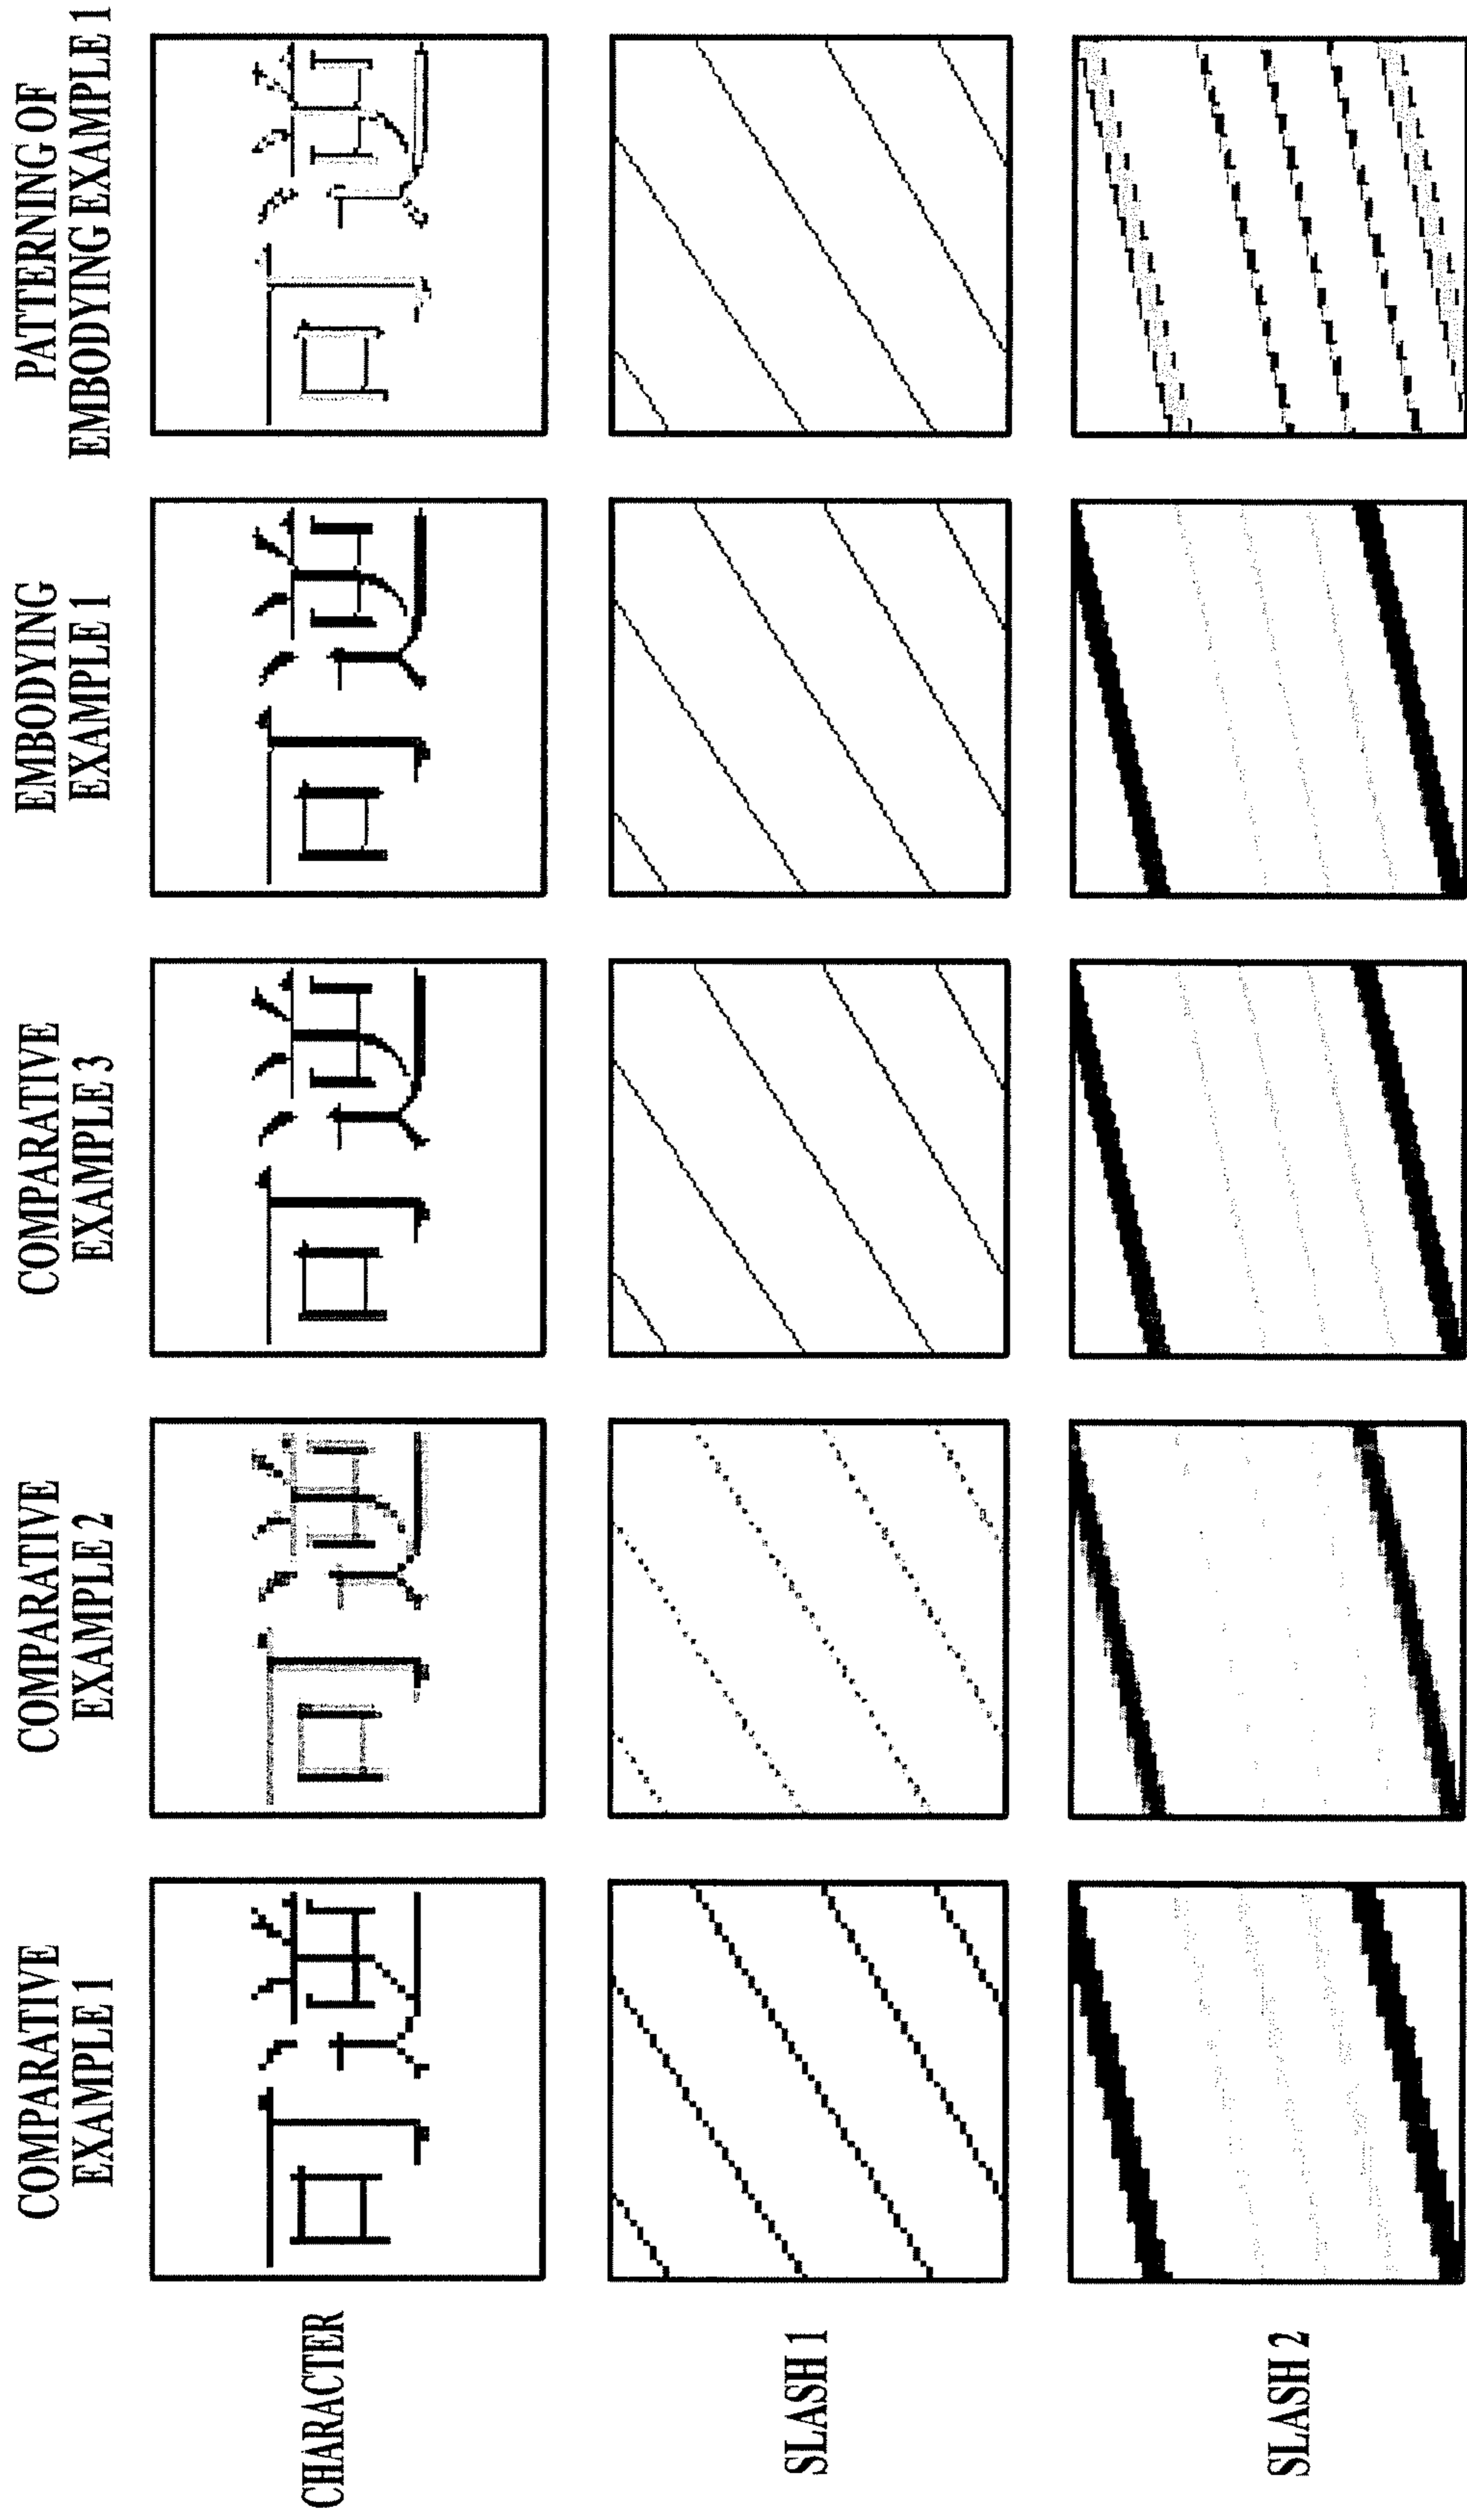 COMPARATIVE EXAMPLE 1
COMPARATIVE EXAMPLE 2
COMPARATIVE EXAMPLE 3
EMBODYING EXAMPLE 1
PATTERNING OF EMBODYING EXAMPLE 1
CHARACTER
可逆
可逆
可逆
可逆
可逆
SLASH 1
SLASH 2